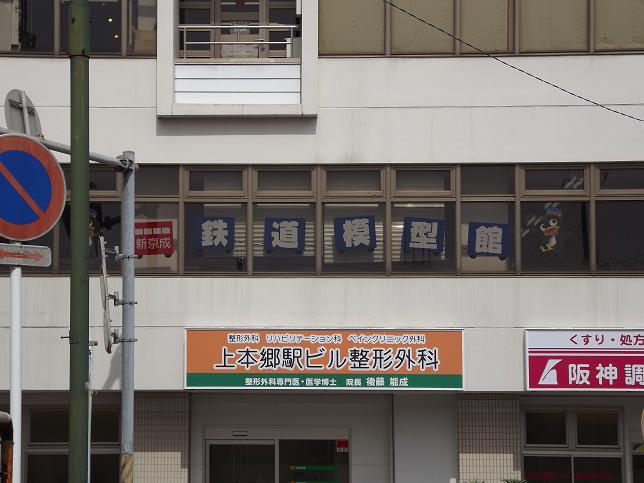 新京成
鉄道模型館
整形外科 リハビリテーション科 ペインクリニック外科
上本郷駅ビル整形外科
整形外科専門医・医学博士 院長 後藤 能成
くすり・処方
阪神調